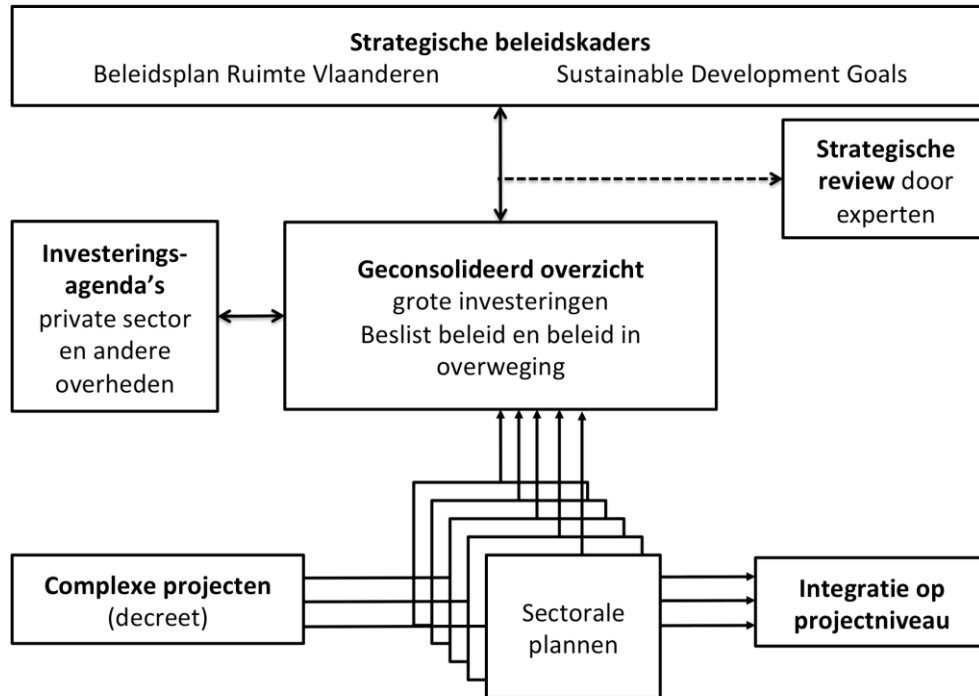 Strategische beleidskaders
Beleidsplan Ruimte Vlaanderen Sustainable Development Goals
Strategische
review door
experten
Investerings-
agenda's
private sector
en andere
overheden
Geconsolideerd overzicht
grote investeringen
Beslist beleid en beleid in
overweging
Complexe projecten
(decreet)
Sectorale
plannen
Integratie op
projectniveau